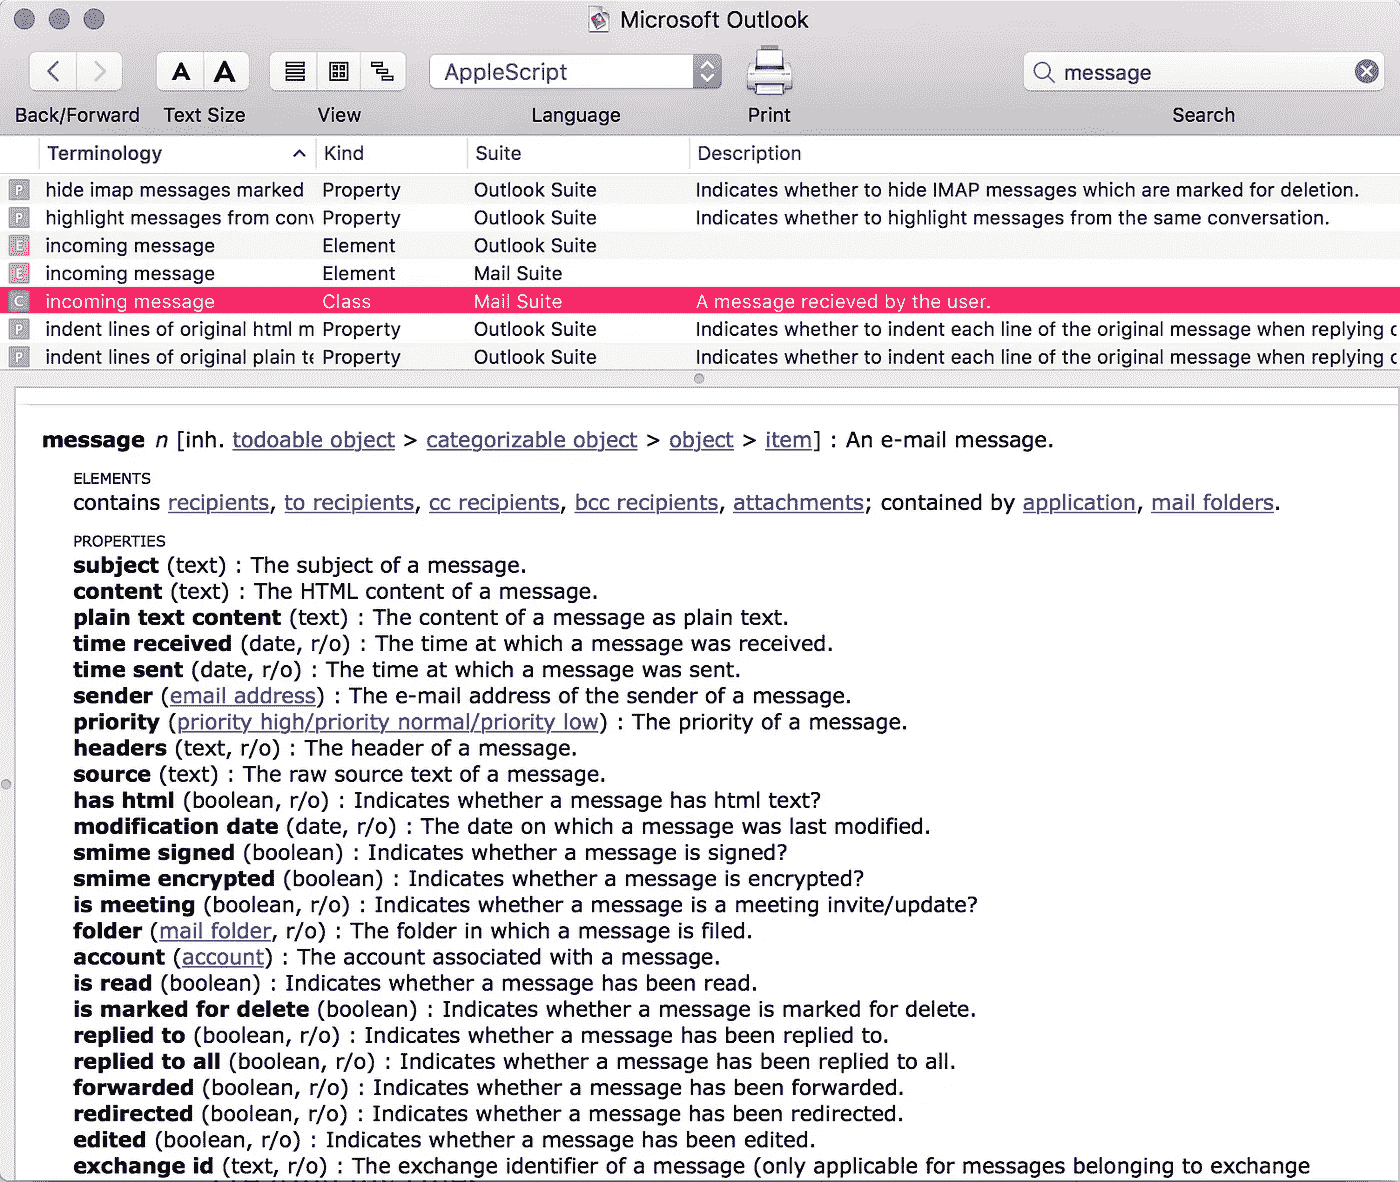 Microsoft Outlook
A A
AppleScript
message
Back/Forward Text Size View Language Print Search
Terminology Kind Suite Description
P hide imap messages marked Property Outlook Suite Indicates whether to hide IMAP messages which are marked for deletion.
P highlight messages from conv Property Outlook Suite Indicates whether to highlight messages from the same conversation.
E incoming message Element Outlook Suite
E incoming message Element Mail Suite
C incoming message Class Mail Suite A message recieved by the user.
P indent lines of original html m Property Outlook Suite Indicates whether to indent each line of the original message when replying
P indent lines of original plain te Property Outlook Suite Indicates whether to indent each line of the original message when replying
message n [inh. todoable object > categorizable object > object > item] : An e-mail message.
ELEMENTS
contains recipients, to recipients, cc recipients, bcc recipients, attachments; contained by application, mail folders.
PROPERTIES
subject (text) : The subject of a message.
content (text) : The HTML content of a message.
plain text content (text) : The content of a message as plain text.
time received (date, r/o) : The time at which a message was received.
time sent (date, r/o) : The time at which a message was sent.
sender (email address) : The e-mail address of the sender of a message.
priority (priority high/priority normal/priority low) : The priority of a message.
headers (text, r/o) : The header of a message.
source (text) : The raw source text of a message.
has html (boolean, r/o) : Indicates whether a message has html text?
modification date (date, r/o) : The date on which a message was last modified.
smime signed (boolean) : Indicates whether a message is signed?
smime encrypted (boolean) : Indicates whether a message is encrypted?
is meeting (boolean, r/o) : Indicates whether a message is a meeting invite/update?
folder (mail folder, r/o) : The folder in which a message is filed.
account (account) : The account associated with a message.
is read (boolean) : Indicates whether a message has been read.
is marked for delete (boolean) : Indicates whether a message is marked for delete.
replied to (boolean, r/o) : Indicates whether a message has been replied to.
replied to all (boolean, r/o) : Indicates whether a message has been replied to all.
forwarded (boolean, r/o) : Indicates whether a message has been forwarded.
redirected (boolean, r/o) : Indicates whether a message has been redirected.
edited (boolean, r/o) : Indicates whether a message has been edited.
exchange id (text, r/o) : The exchange identifier of a message (only applicable for messages belonging to exchange